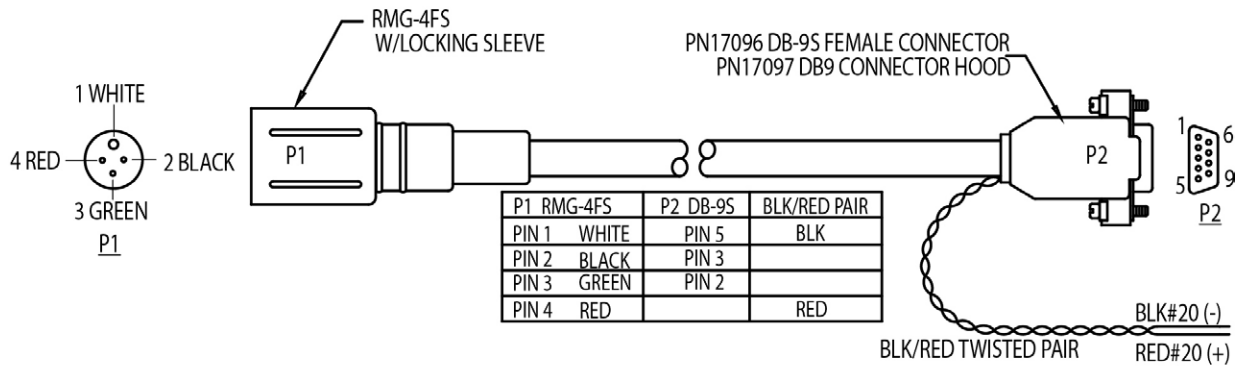 RMG-4FS
W/LOCKING SLEEVE
PN17096 DB-9S FEMALE CONNECTOR
PN17097 DB9 CONNECTOR HOOD
1 WHITE
4 RED
2 BLACK
3 GREEN
P1
P1
P2
1
6
5
9
P2
P1 RMG-4FS P2 DB-9S BLK/RED PAIR
PIN 1 WHITE PIN 5 BLK
PIN 2 BLACK PIN 3
PIN 3 GREEN PIN 2
PIN 4 RED RED
BLK/RED TWISTED PAIR
BLK#20 (-)
RED#20 (+)